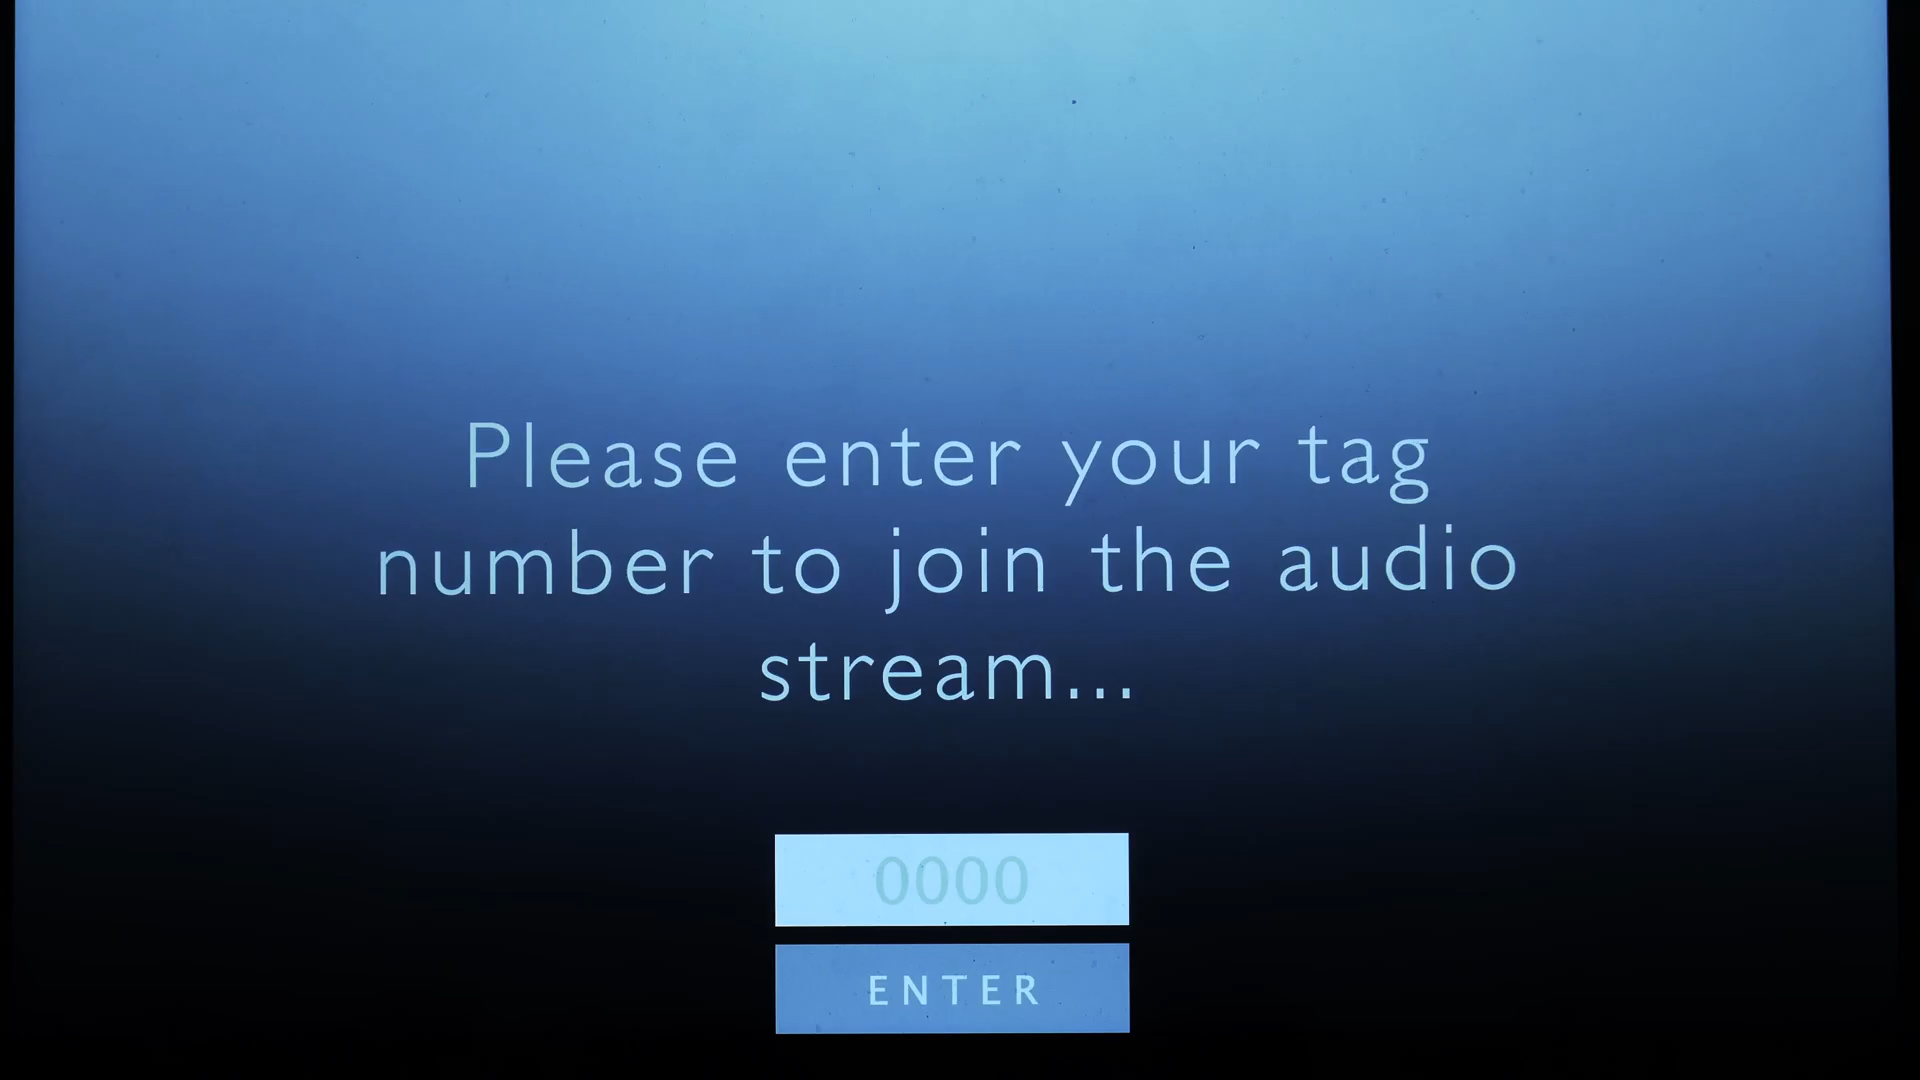 Please enter your tag
number to join the audio
stream...
0000
ENTER